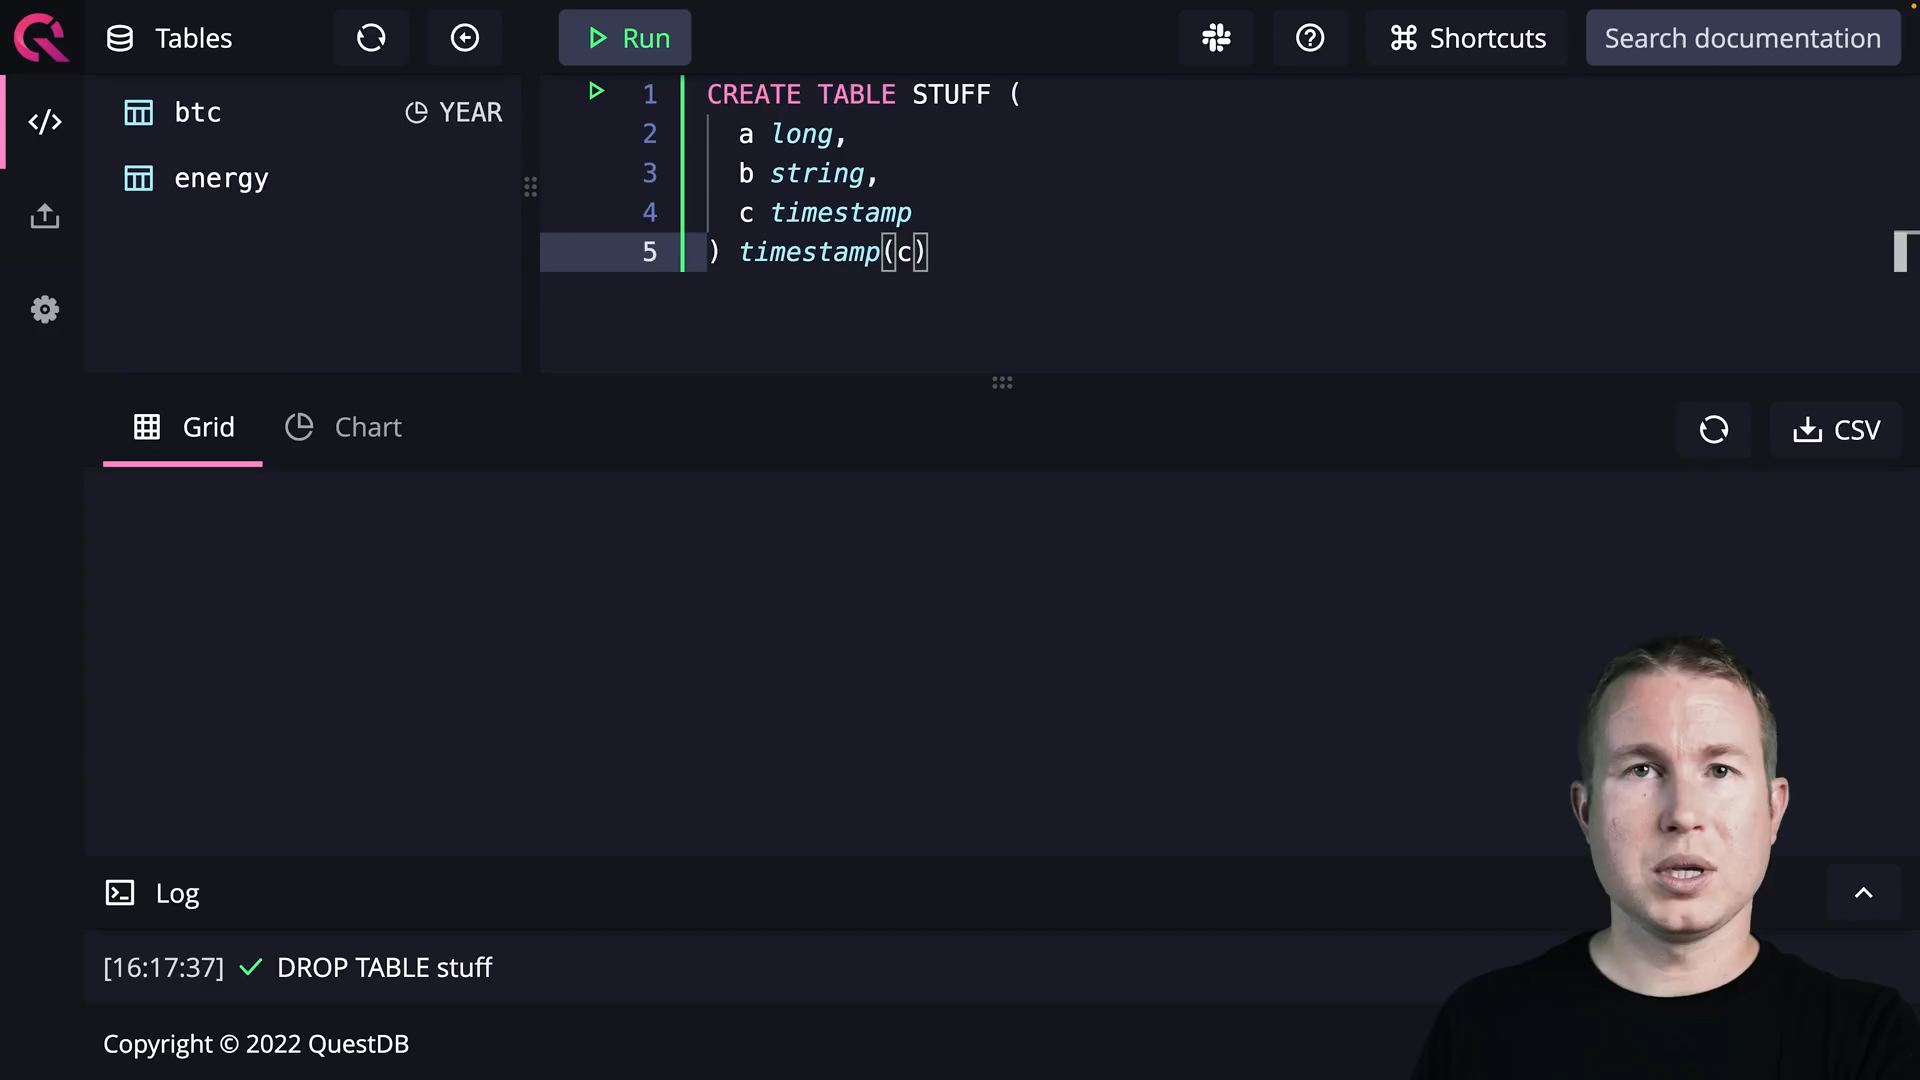 Tables
Run
Shortcuts
Search documentation
btc
YEAR
energy
1 CREATE TABLE STUFF (
2 a long,
3 b string,
4 c timestamp
5 ) timestamp(c)
Grid
Chart
CSV
Log
[16:17:37] DROP TABLE stuff
Copyright © 2022 QuestDB